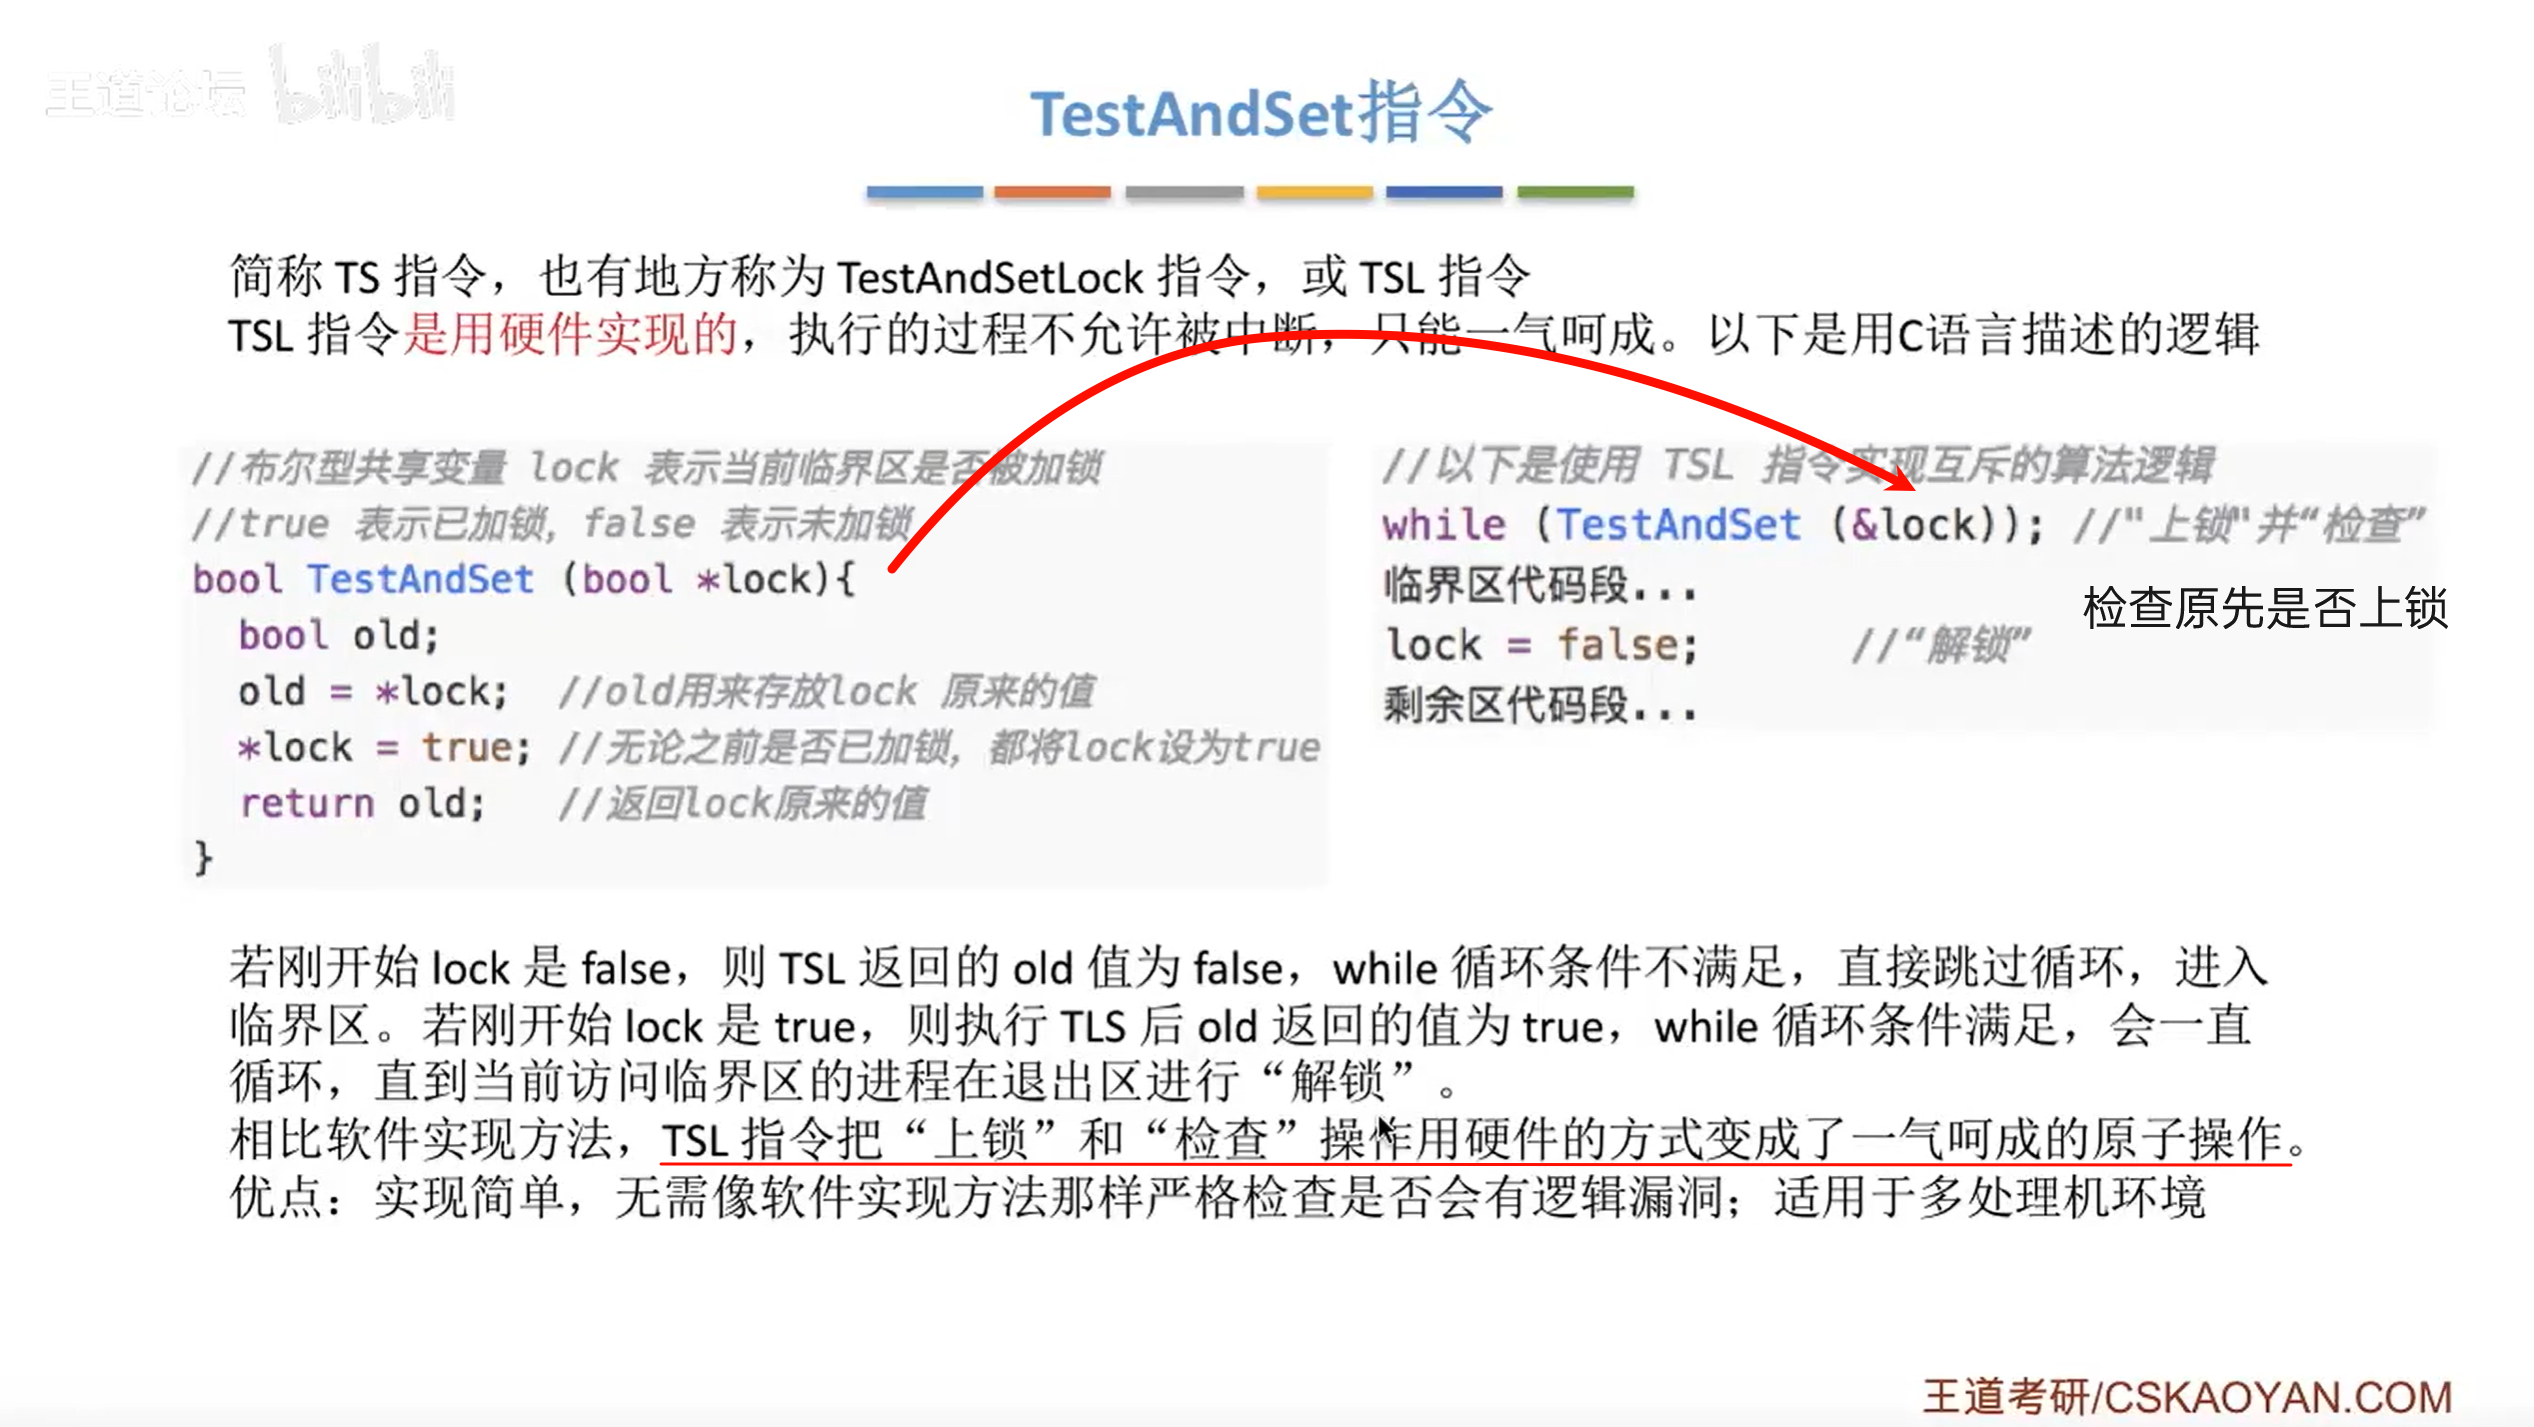 王道论坛 bilibili
TestAndSet指令
简称 TS 指令，也有地方称为 TestAndSetLock 指令，或 TSL 指令
TSL 指令是用硬件实现的，执行的过程不允许被中断，只能一气呵成。以下是用C语言描述的逻辑
//布尔型共享变量 lock 表示当前临界区是否被加锁
//true 表示已加锁，false 表示未加锁
bool TestAndSet (bool *lock){
bool old;
old = *lock; //old用来存放lock 原来的值
*lock = true; //无论之前是否已加锁，都将lock设为true
return old; //返回lock原来的值
}
//以下是使用 TSL 指令实现互斥的算法逻辑
while (TestAndSet (&lock)); //"上锁"并“检查”
临界区代码段...
检查原先是否上锁
lock = false; //“解锁”
剩余区代码段...
若刚开始 lock 是 false，则 TSL 返回的 old 值为 false，while 循环条件不满足，直接跳过循环，进入
临界区。若刚开始 lock 是 true，则执行 TLS 后 old 返回的值为 true，while 循环条件满足，会一直
循环，直到当前访问临界区的进程在退出区进行“解锁”。
相比软件实现方法，TSL 指令把“上锁”和“检查”操作用硬件的方式变成了一气呵成的原子操作。
优点：实现简单，无需像软件实现方法那样严格检查是否会有逻辑漏洞；适用于多处理机环境
王道考研/CSKAOYAN.COM